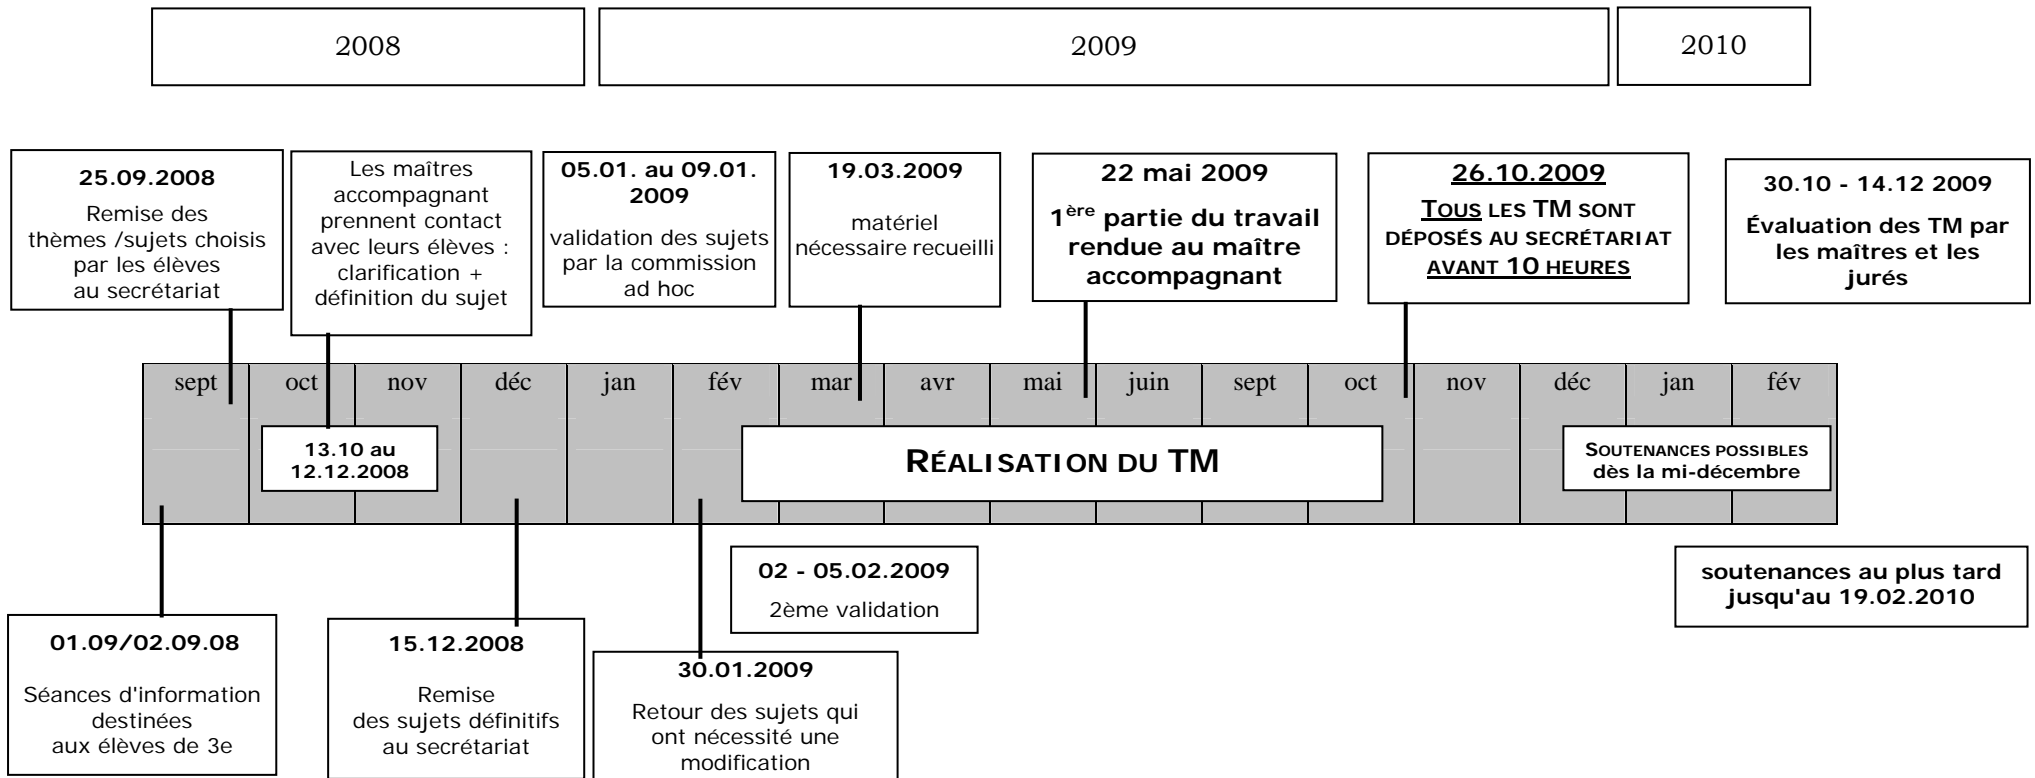 2008
2009
2010
25.09.2008
Remise des
thèmes /sujets choisis
par les élèves
au secrétariat
Les maîtres
accompagnant
prennent contact
avec leurs élèves :
clarification +
définition du sujet
05.01. au 09.01.
2009
validation des sujets
par la commission
ad hoc
19.03.2009
matériel
nécessaire recueilli
22 mai 2009
1ère partie du travail
rendue au maître
accompagnant
26.10.2009
TOUS LES TM SONT
DÉPOSÉS AU SECRÉTARIAT
AVANT 10 HEURES
30.10 - 14.12 2009
Évaluation des TM par
les maîtres et les
jurés
sept oct nov déc jan fév mar avr mai juin sept oct nov déc jan fév
13.10 au
12.12.2008
RÉALISATION DU TM
SOUTENANCES POSSIBLES
dès la mi-décembre
01.09/02.09.08
Séances d'information
destinées
aux élèves de 3e
15.12.2008
Remise
des sujets définitifs
au secrétariat
30.01.2009
Retour des sujets qui
ont nécessité une
modification
02 - 05.02.2009
2ème validation
soutenances au plus tard
jusqu'au 19.02.2010